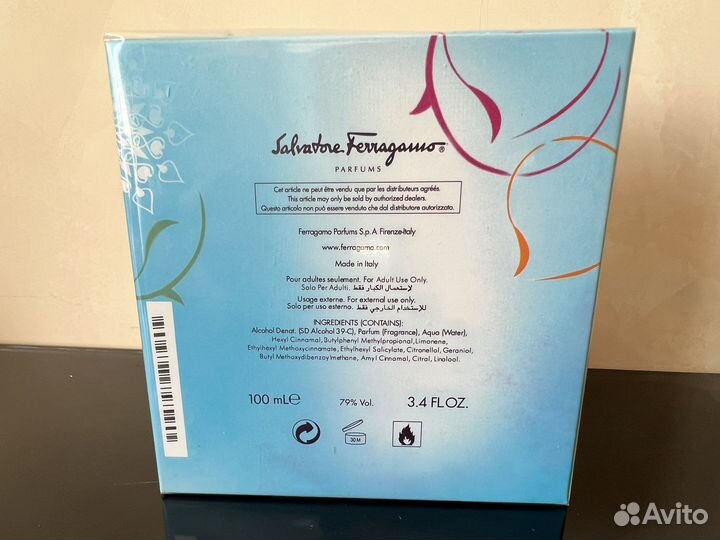 Salvatore Ferragamo®
PARFUMS
Cet article ne peut être vendu que par les distributeurs agréés.
This article may only be sold by authorized dealers.
Questo articolo non può essere venduto che dal distributore autorizzato.
Ferragamo Parfums S.p.A Firenze-Italy
www.ferragamo.com
Made in Italy
Pour adultes seulement. For Adult Use Only.
Solo Per Adulti. لإستعمال الكبار فقط.
Usage externe. For external use only.
Solo per uso esterno. للإستخدام الخارجي فقط.
INGREDIENTS (CONTAINS):
Alcohol Denat. (SD Alcohol 39-C), Parfum (Fragrance), Aqua (Water),
Hexyl Cinnamal, Butylphenyl Methylpropional, Limonene,
Ethylhexyl Methoxycinnamate, Ethylhexyl Salicylate, Citronellol, Geraniol,
Butyl Methoxydibenzoylmethane, Amyl Cinnamal, Citral, Linalool.
100 mL℮ 79% Vol. 3.4 FL.OZ.
30 M
Avito